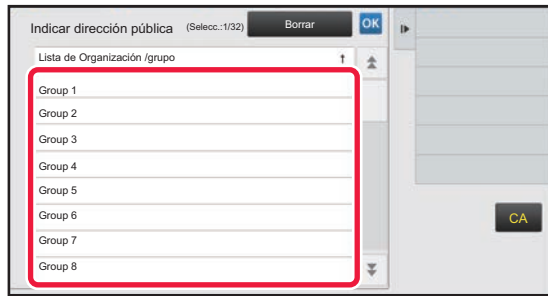 Indicar dirección pública (Selecc.:1/32) Borrar OK
Lista de Organización /grupo ↑
Group 1
Group 2
Group 3
Group 4
Group 5
Group 6
CA
Group 7
Group 8